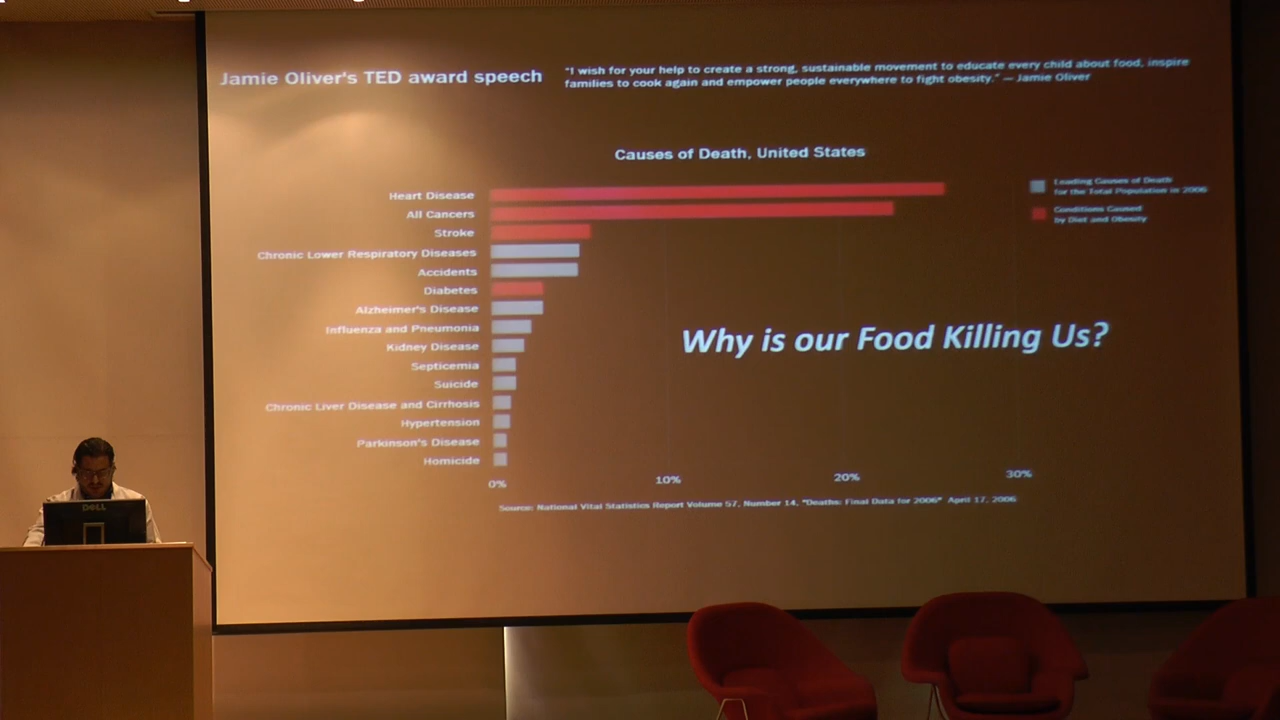 Jamie Oliver's TED award speech
"I wish for your help to create a strong, sustainable movement to educate every child about food, inspire
families to cook again and empower people everywhere to fight obesity." — Jamie Oliver
Causes of Death, United States
Leading Causes of Death
for the Total Population in 2006
Conditions Caused
by Diet and Obesity
Heart Disease
All Cancers
Stroke
Chronic Lower Respiratory Diseases
Accidents
Diabetes
Alzheimer's Disease
Influenza and Pneumonia
Kidney Disease
Septicemia
Suicide
Chronic Liver Disease and Cirrhosis
Hypertension
Parkinson's Disease
Homicide
Why is our Food Killing Us?
0%
10%
20%
30%
Source: National Vital Statistics Report Volume 57, Number 14, "Deaths: Final Data for 2006" April 17, 2006
DELL